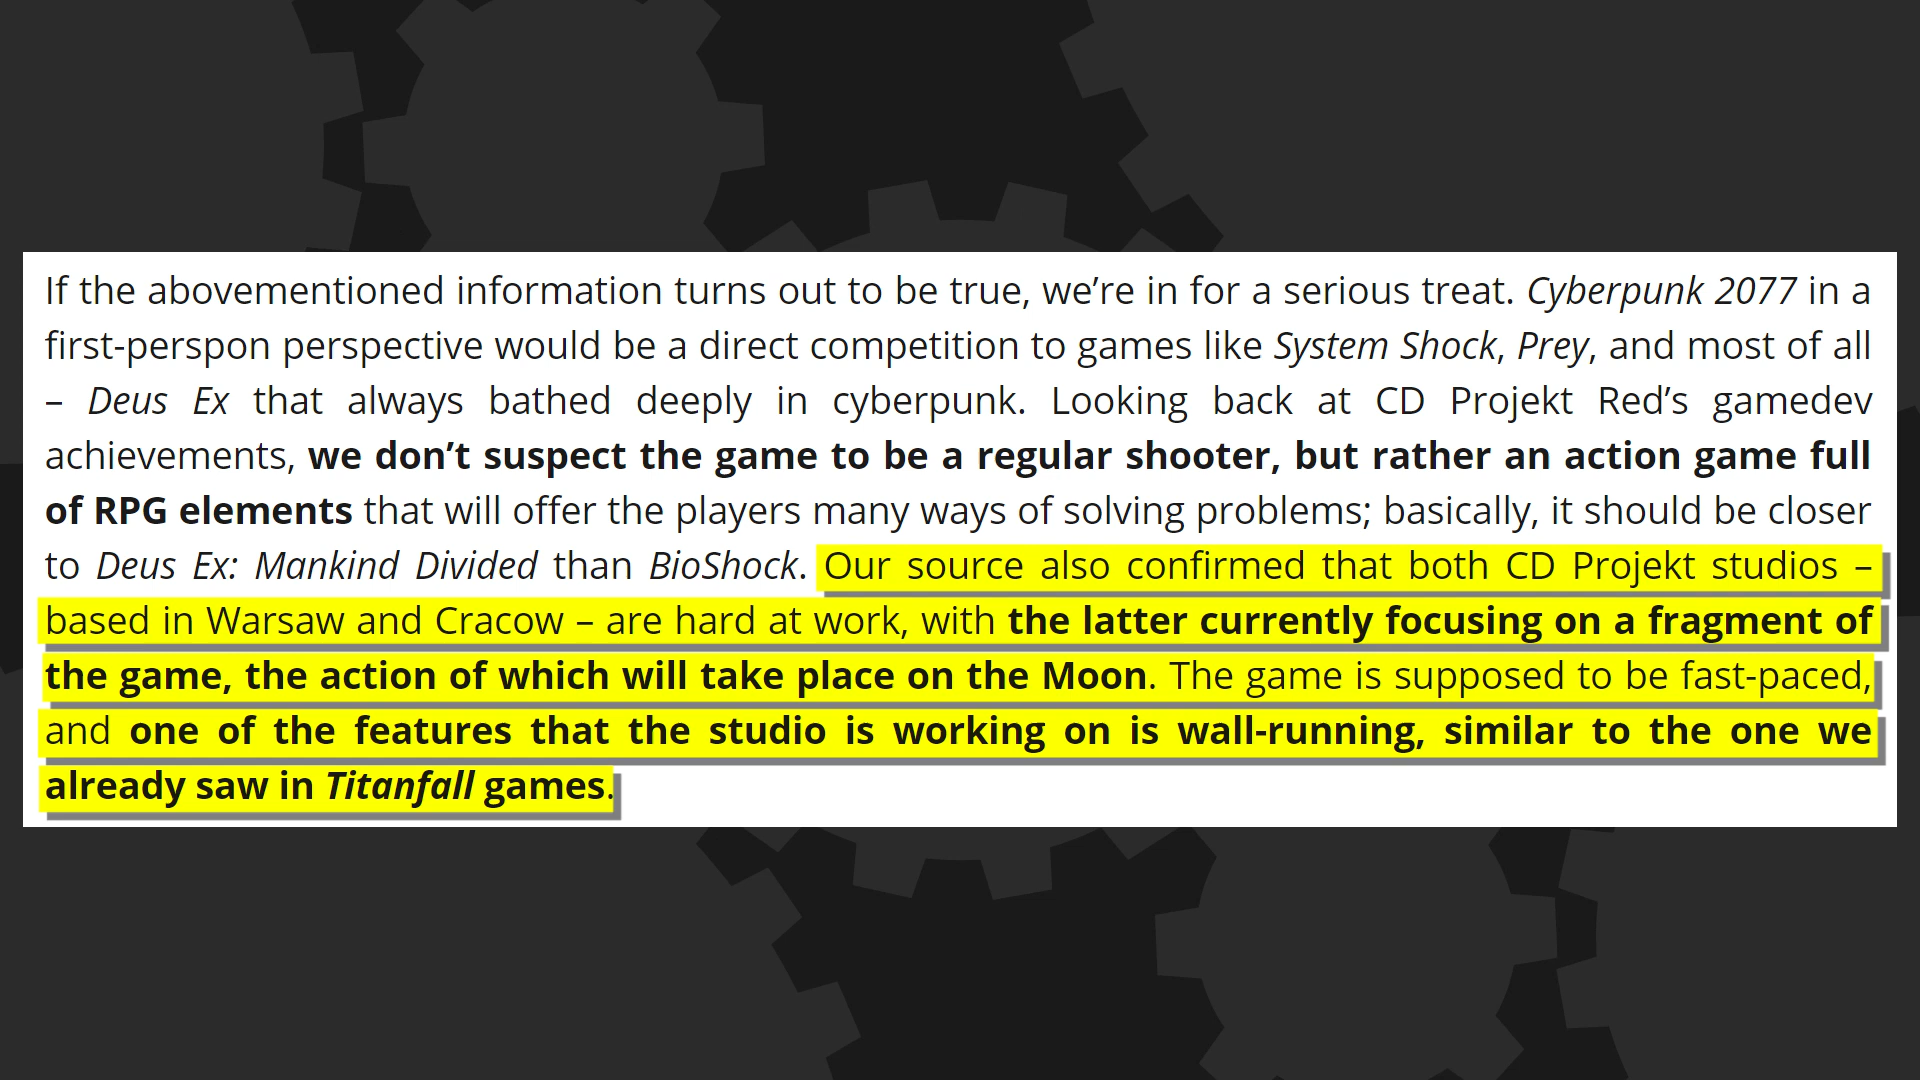 If the abovementioned information turns out to be true, we’re in for a serious treat. Cyberpunk 2077 in a
first-perspon perspective would be a direct competition to games like System Shock, Prey, and most of all
– Deus Ex that always bathed deeply in cyberpunk. Looking back at CD Projekt Red’s gamedev
achievements, we don’t suspect the game to be a regular shooter, but rather an action game full
of RPG elements that will offer the players many ways of solving problems; basically, it should be closer
to Deus Ex: Mankind Divided than BioShock. Our source also confirmed that both CD Projekt studios –
based in Warsaw and Cracow – are hard at work, with the latter currently focusing on a fragment of
the game, the action of which will take place on the Moon. The game is supposed to be fast-paced,
and one of the features that the studio is working on is wall-running, similar to the one we
already saw in Titanfall games.